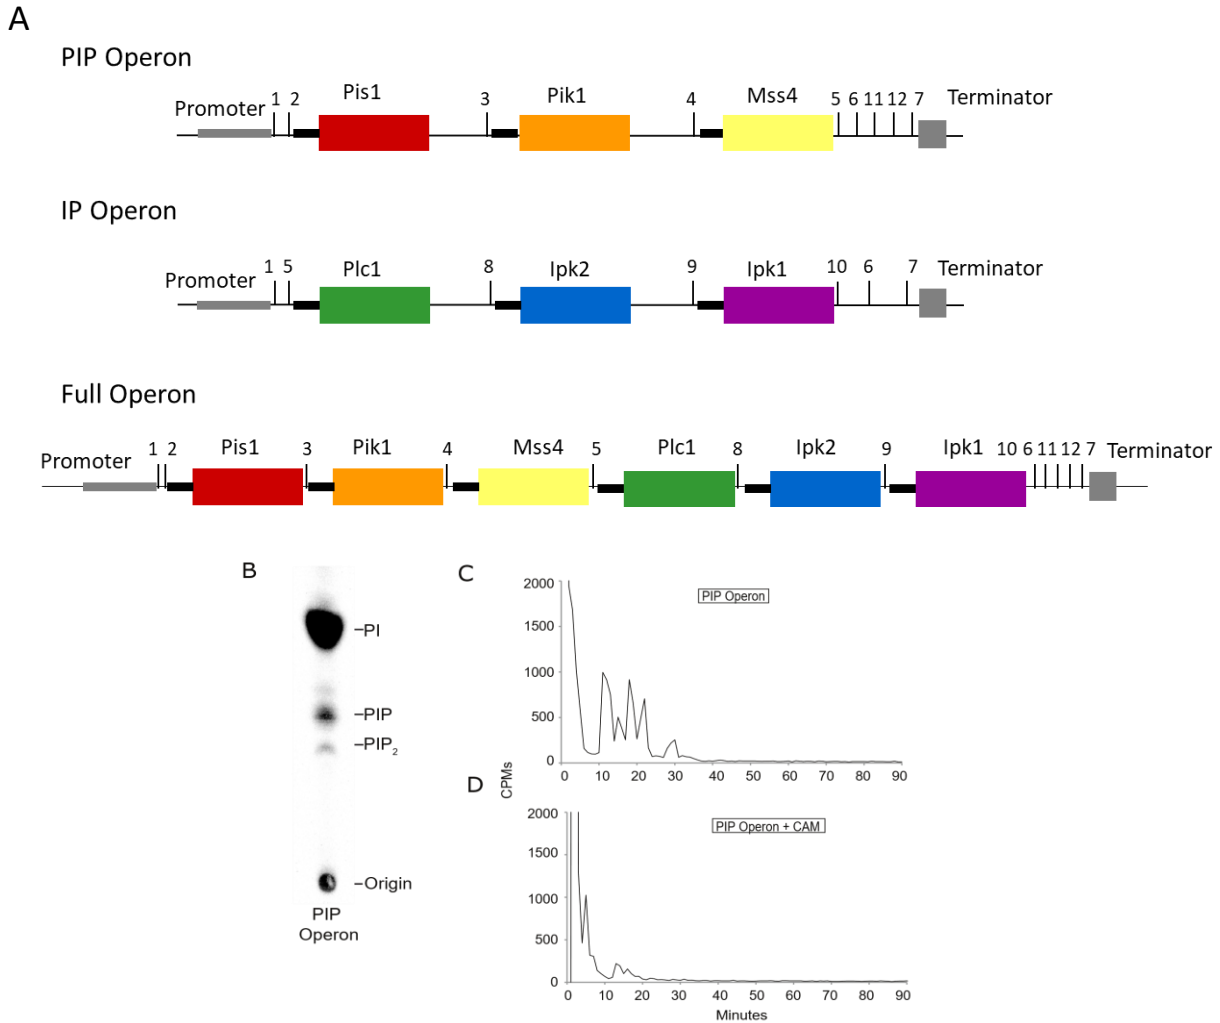 A
PIP Operon
Promoter 1 2 Pis1 3 Pik1 4 Mss4 5 6 11 12 7 Terminator
IP Operon
Promoter 1 5 Plc1 8 Ipk2 9 Ipk1 10 6 7 Terminator
Full Operon
Promoter 1 2 Pis1 3 Pik1 4 Mss4 5 Plc1 8 Ipk2 9 Ipk1 10 6 11 12 7 Terminator
B
–PI
–PIP
–PIP2
–Origin
PIP
Operon
C
PIP Operon
2000
1500
1000
500
0
0 10 20 30 40 50 60 70 80 90
CPMs
D
PIP Operon + CAM
2000
1500
1000
500
0
0 10 20 30 40 50 60 70 80 90
Minutes